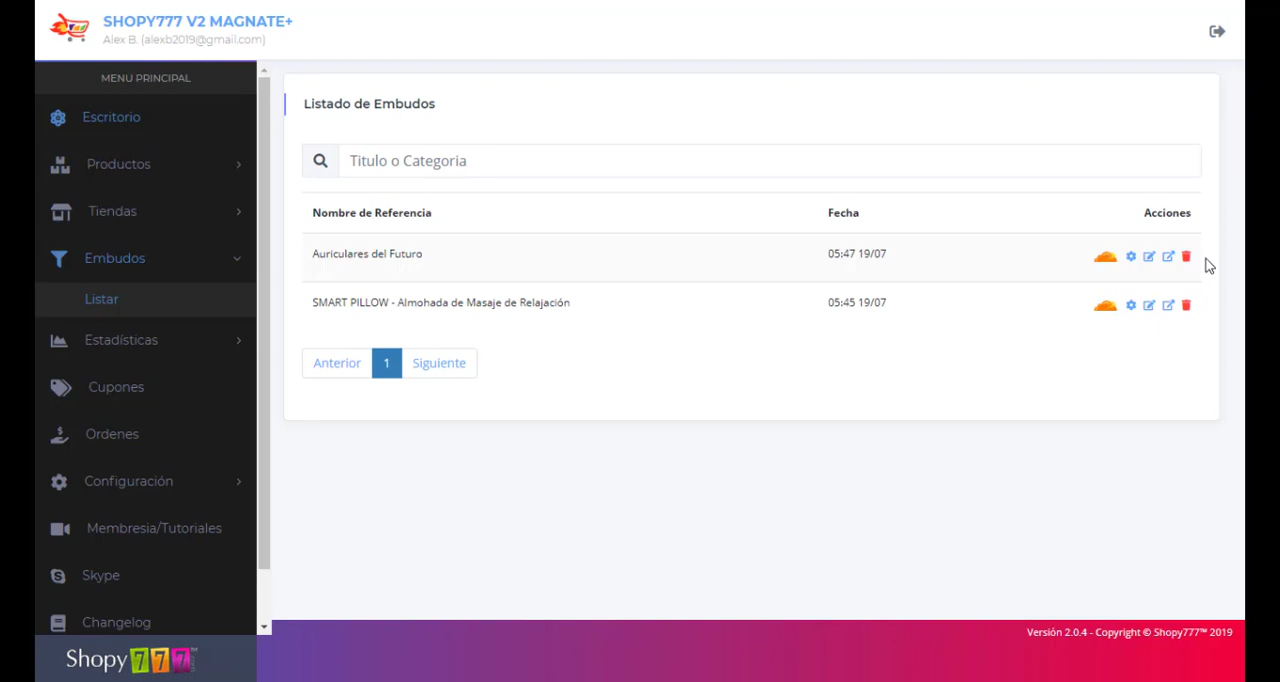 SHOPY777 V2 MAGNATE+
Alex B. (alexb2019@gmail.com)
MENU PRINCIPAL
Escritorio
Productos
Tiendas
Embudos
Listar
Estadísticas
Cupones
Ordenes
Configuración
Membresia/Tutoriales
Skype
Changelog
Shopy777
Listado de Embudos
Titulo o Categoria
Nombre de Referencia Fecha Acciones
Auriculares del Futuro 05:47 19/07
SMART PILLOW - Almohada de Masaje de Relajación 05:45 19/07
Anterior 1 Siguiente
Versión 2.0.4 - Copyright © Shopy777™ 2019